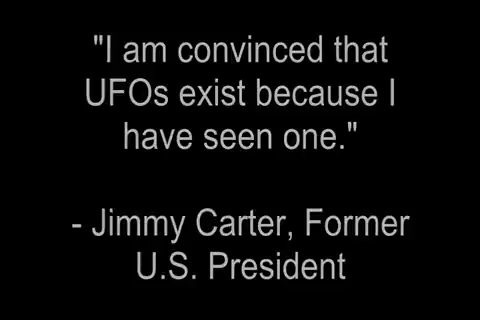 "I am convinced that
UFOs exist because I
have seen one."
- Jimmy Carter, Former
U.S. President